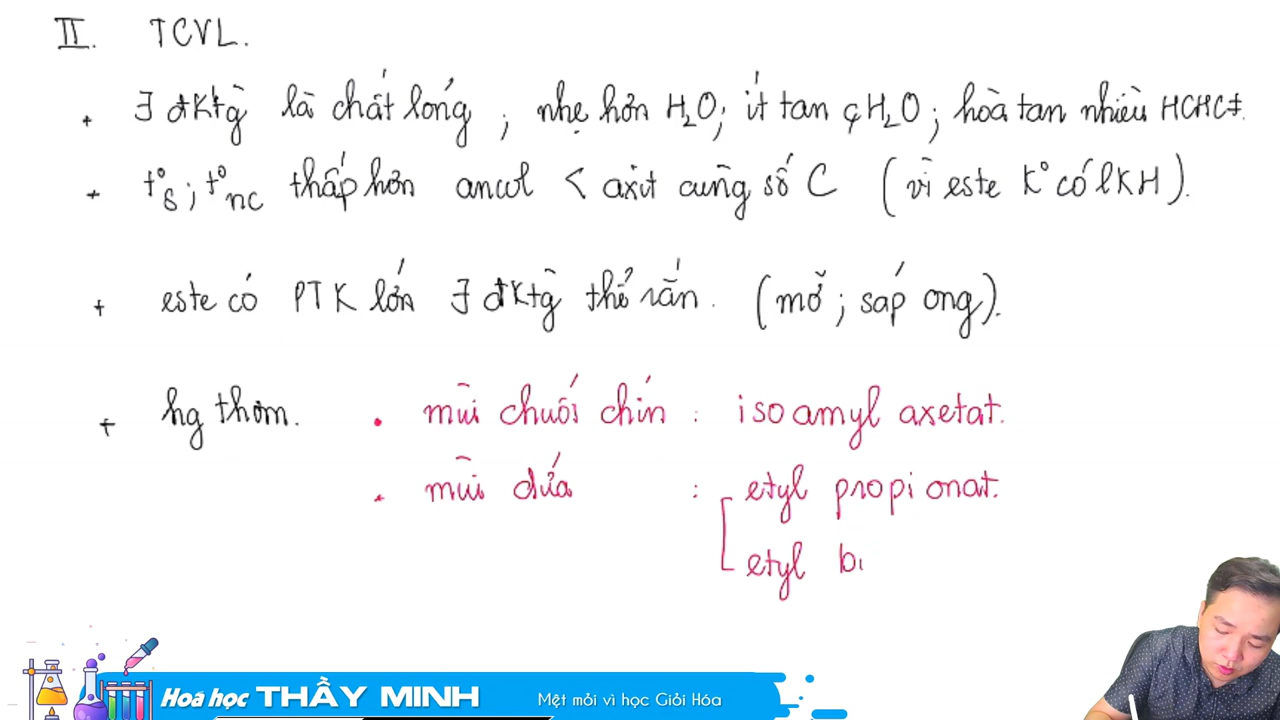 II. TCVL.
+ Ǝ đktg̀ là chất lỏng ; nhẹ hơn H₂O; ít tan ç H₂O ; hoà tan nhiều HCHC≠.
+ t°s ; t°nc thấp hơn ancol < axit cùng số C (vì este K° có lKH).
+ este có PTK lớn Ǝ đktg̀ thể rắn. (mỡ ; sáp ong).
+ hg thơm. • mùi chuối chín : isoamyl axetat.
• mùi dứa : etyl propionat.
etyl bu
Hoá học THẦY MINH Mệt mỏi vì học Giỏi Hóa